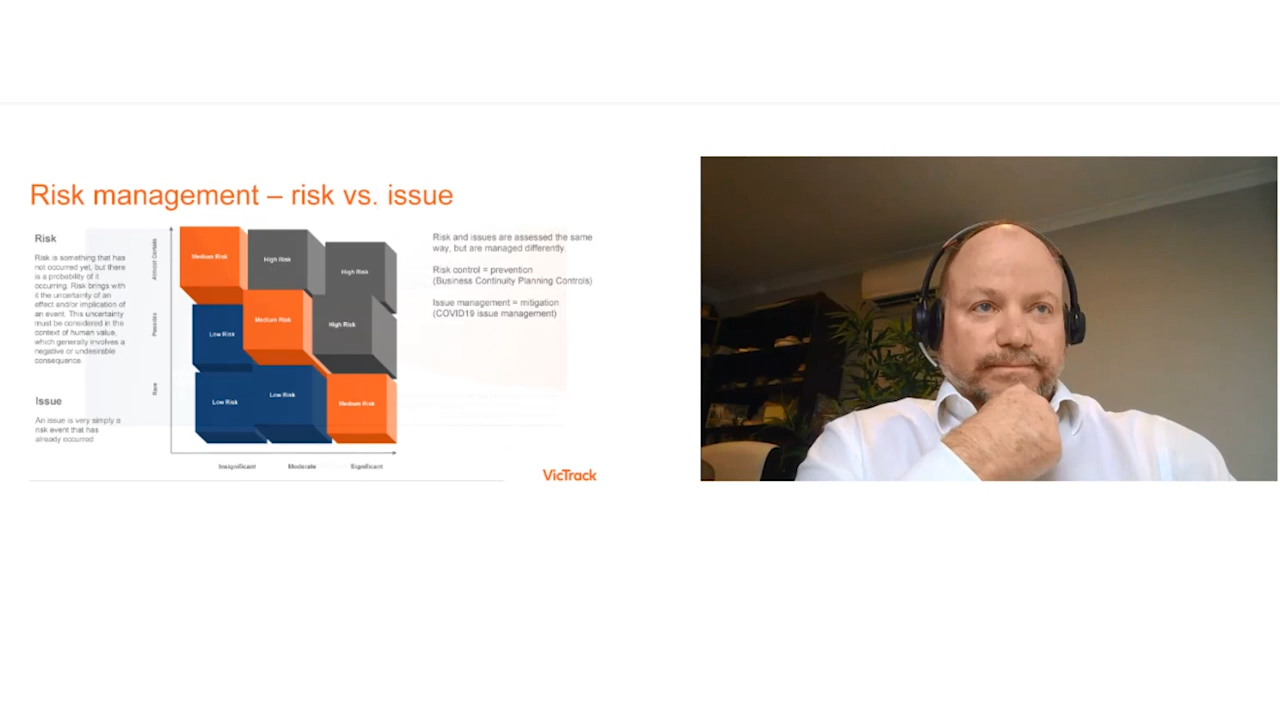 Risk management – risk vs. issue
Risk
Risk is something that has
not occurred yet, but there
is a probability of it
occurring. Risk brings with
it the uncertainty of an
effect and/or implication of
an event. This uncertainty
must be considered in the
context of human value,
which generally involves a
negative or undesirable
consequence.
Issue
An issue is very simply a
risk event that has
already occurred
Almost Certain
Possible
Rare
Medium Risk
High Risk
High Risk
Low Risk
Medium Risk
High Risk
Low Risk
Low Risk
Medium Risk
Insignificant
Moderate
Significant
Risk and issues are assessed the same
way, but are managed differently.
Risk control = prevention
(Business Continuity Planning Controls)
Issue management = mitigation
(COVID19 issue management)
VicTrack